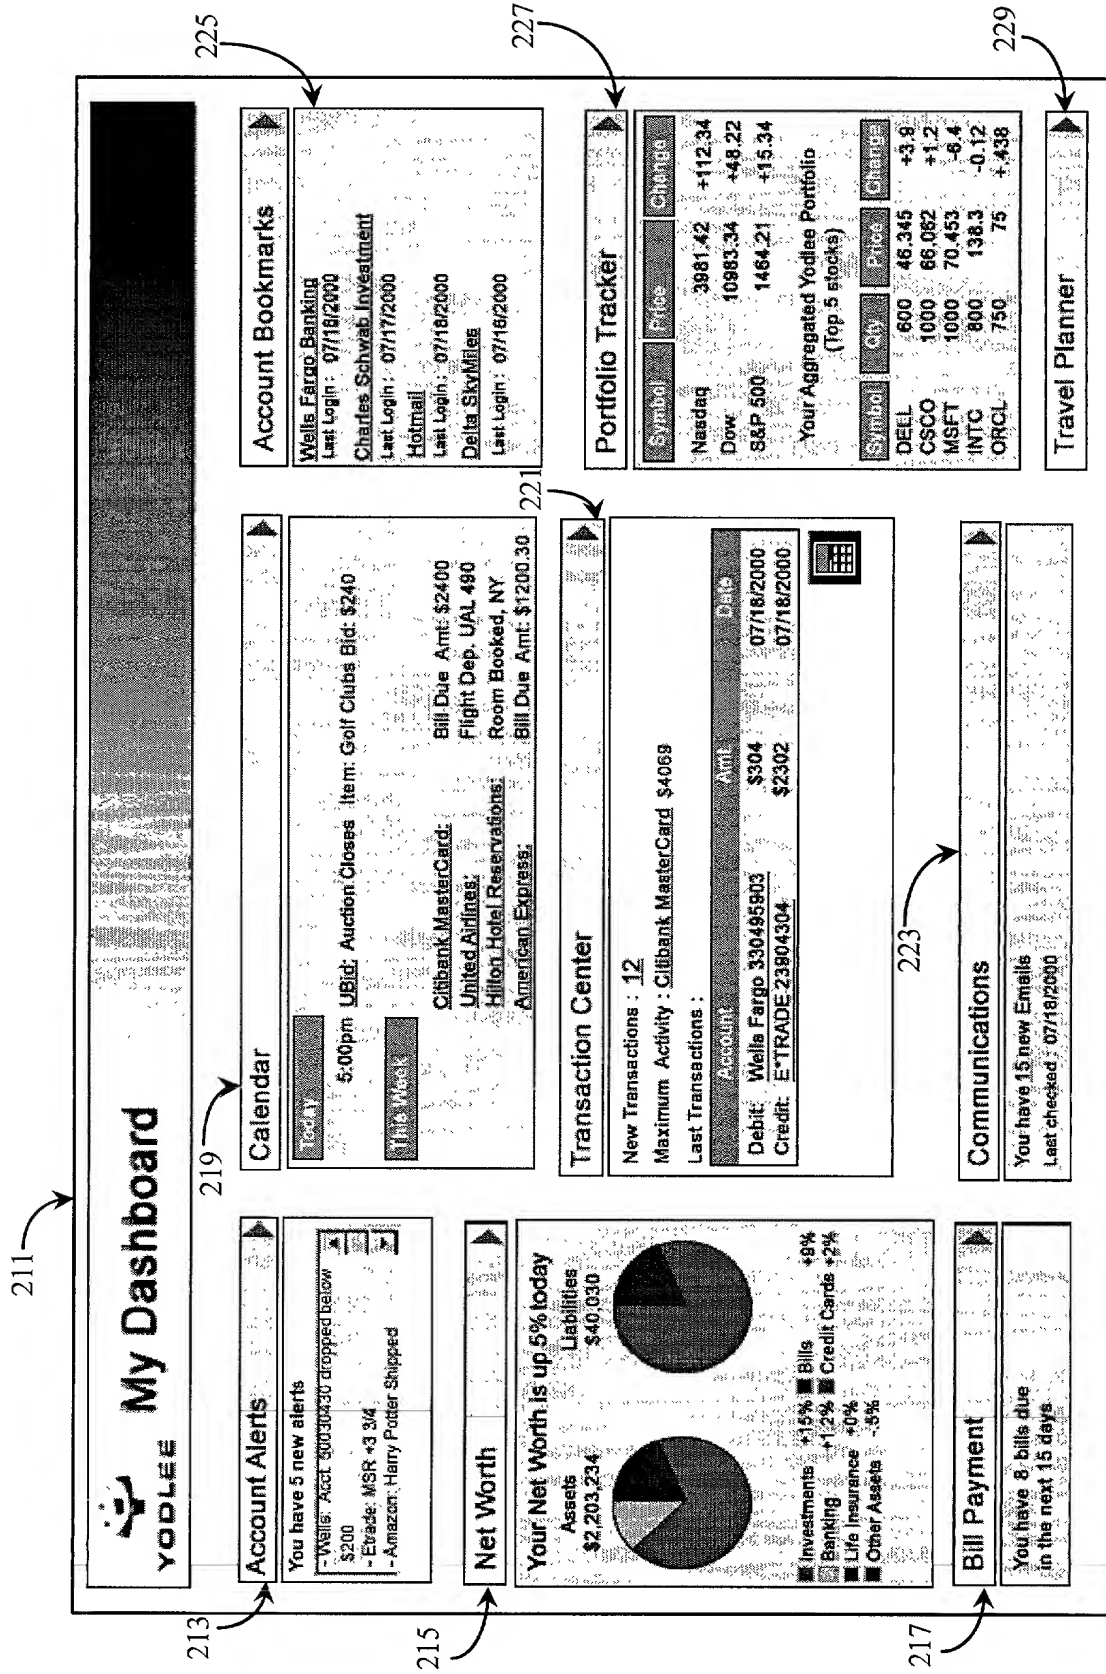 211
YODLEE
My Dashboard
213
Account Alerts
You have 5 new alerts
- Wells: Acct. 60030430 dropped below
$200
- Etrade: MSR +3 3/4
- Amazon: Harry Potter Shipped
215
Net Worth
Your Net Worth is up 5% today
Assets
$2,203,234
Liabilities
$40,030
Investments +15%
Banking +1.2%
Life Insurance +0%
Other Assets -.5%
Bills +9%
Credit Cards +2%
217
Bill Payment
You have 8 bills due
in the next 15 days
219
Calendar
Today
5:00pm UBid: Auction Closes Item: Golf Clubs Bid: $240
This Week
Citibank MasterCard: Bill Due Amt: $2400
United Airlines: Flight Dep. UAL 490
Hilton Hotel Reservations: Room Booked, NY.
American Express: Bill Due Amt: $1200.30
221
Transaction Center
New Transactions : 12
Maximum Activity : Citibank MasterCard $4069
Last Transactions :
Account Amt Date
Debit: Wells Fargo 330495903 $304 07/18/2000
Credit: E*TRADE 23904304 $2302 07/18/2000
223
Communications
You have 15 new Emails
Last checked : 07/18/2000
225
Account Bookmarks
Wells Fargo Banking
Last Login : 07/18/2000
Charles Schwab Investment
Last Login : 07/17/2000
Hotmail
Last Login : 07/18/2000
Delta SkyMiles
Last Login : 07/18/2000
227
Portfolio Tracker
Symbol Price Change
Nasdaq 3981.42 +112.34
Dow 10983.34 +48.22
S&P 500 1464.21 +15.34
Your Aggregated Yodlee Portfolio
(Top 5 stocks)
Symbol Qty Price Change
DELL 600 46,345 +3.9
CSCO 1000 66,062 +1.2
MSFT 1000 70,453 -6.4
INTC 800 138.3 -0.12
ORCL 750 75 +.438
229
Travel Planner